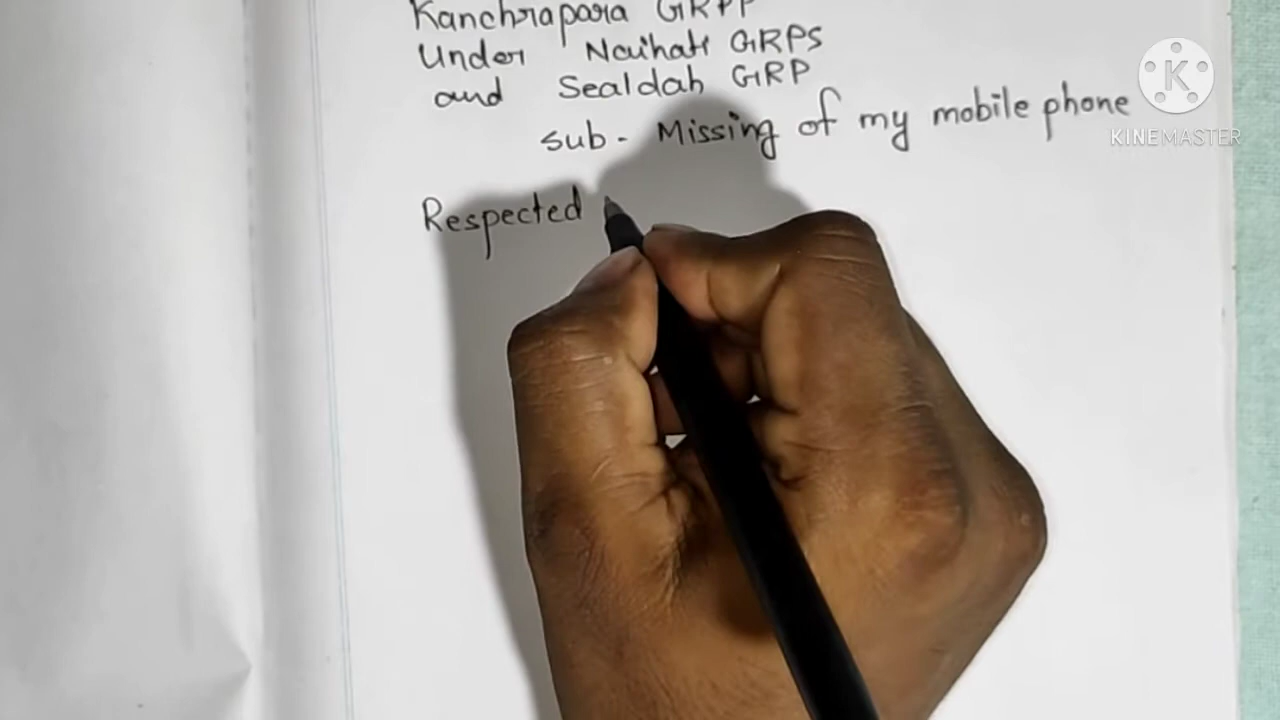 Kanchrapara GRPP
Under Naihati GRPS
and Sealdah GRP
sub - Missing of my mobile phone
Respected
KINEMASTER